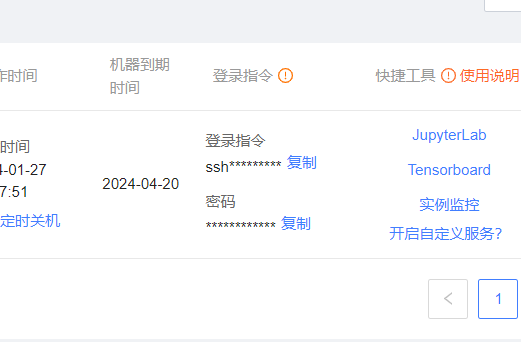 作时间
机器到期
时间
登录指令
快捷工具 使用说明
时间
4-01-27
7:51
定时关机
2024-04-20
登录指令
ssh********* 复制
密码
************ 复制
JupyterLab
Tensorboard
实例监控
开启自定义服务?
1